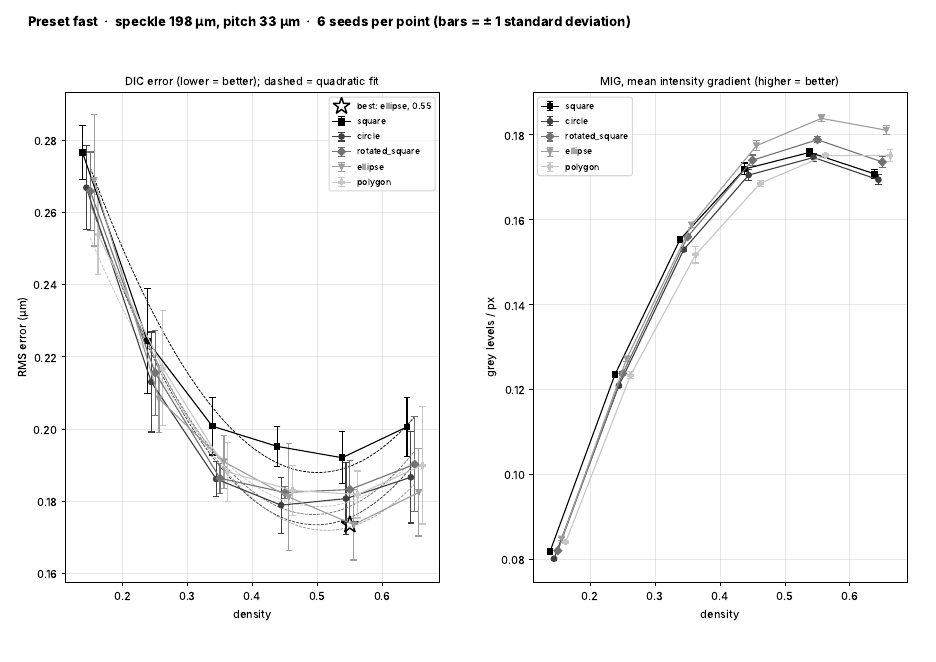 Preset fast · speckle 198 µm, pitch 33 µm · 6 seeds per point (bars = ± 1 standard deviation)
DIC error (lower = better); dashed = quadratic fit
best: ellipse, 0.55
square
circle
rotated_square
ellipse
polygon
RMS error (µm)
0.28
0.26
0.24
0.22
0.20
0.18
0.16
0.2 0.3 0.4 0.5 0.6
density
MIG, mean intensity gradient (higher = better)
square
circle
rotated_square
ellipse
polygon
grey levels / px
0.18
0.16
0.14
0.12
0.10
0.08
0.2 0.3 0.4 0.5 0.6
density